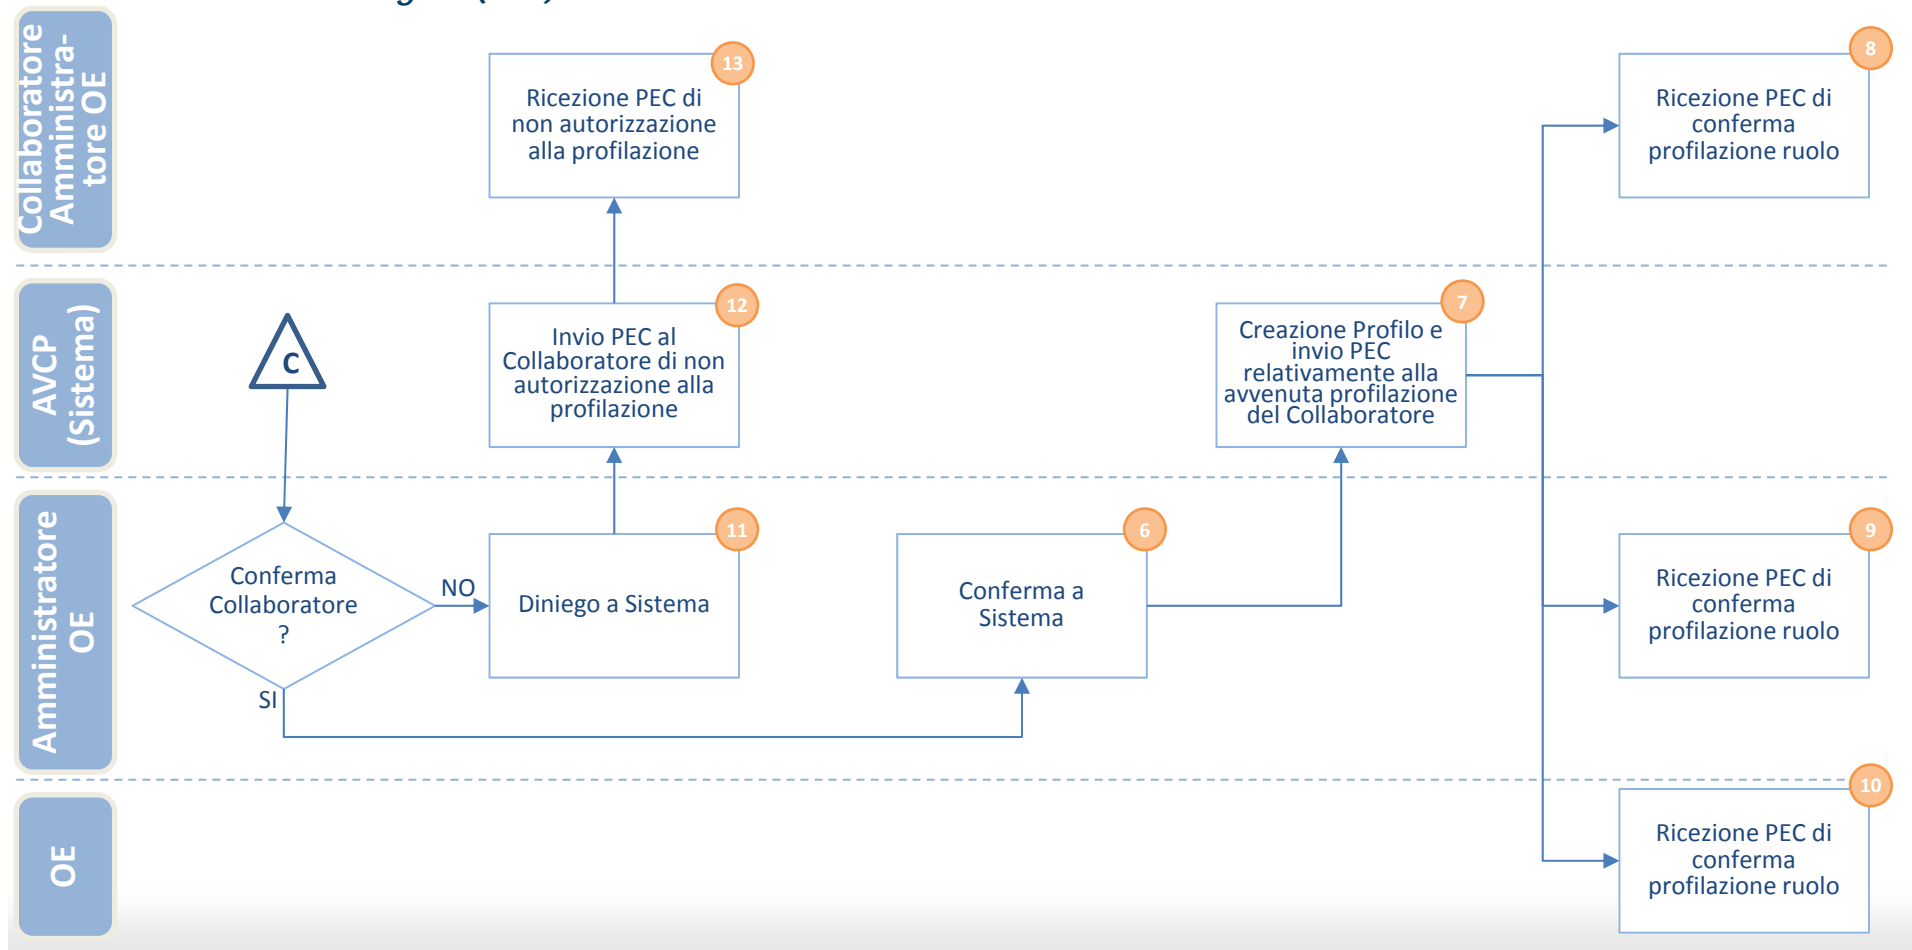 Collaboratore
Amministra-
tore OE
13
Ricezione PEC di
non autorizzazione
alla profilazione
8
Ricezione PEC di
conferma
profilazione ruolo
AVCP
(Sistema)
C
12
Invio PEC al
Collaboratore di non
autorizzazione alla
profilazione
7
Creazione Profilo e
invio PEC
relativamente alla
avvenuta profilazione
del Collaboratore
Amministratore
OE
Conferma
Collaboratore
?
NO
SI
11
Diniego a Sistema
6
Conferma a
Sistema
9
Ricezione PEC di
conferma
profilazione ruolo
OE
10
Ricezione PEC di
conferma
profilazione ruolo